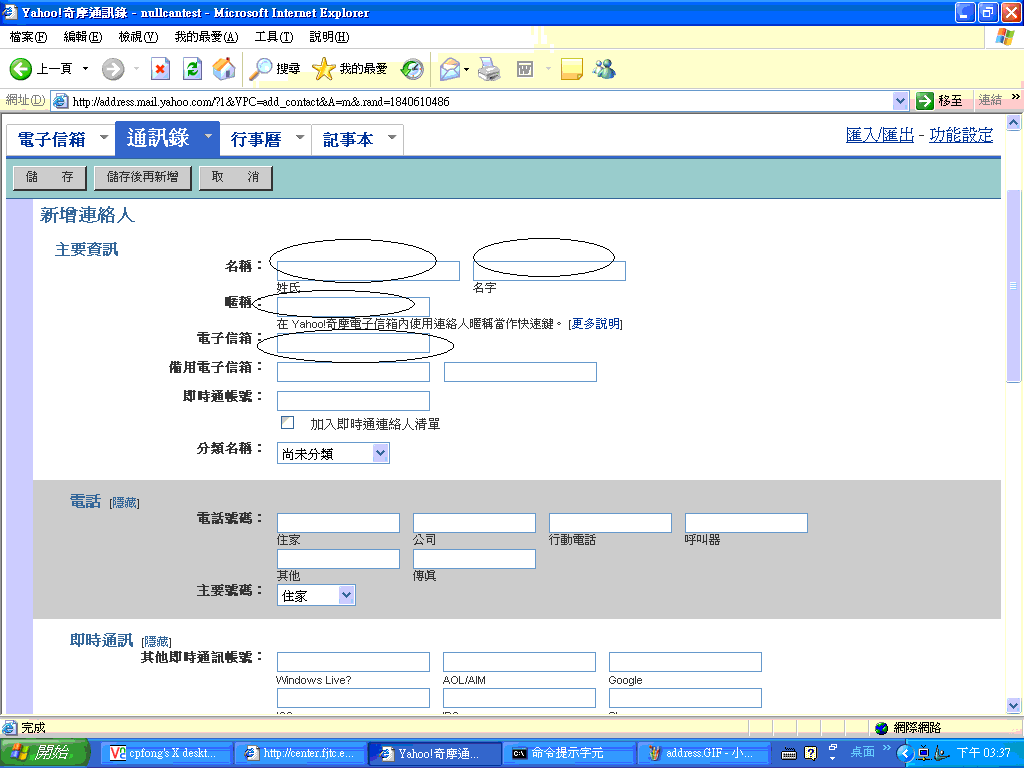 Yahoo!奇摩通訊錄 - nullcantest - Microsoft Internet Explorer
檔案(F) 編輯(E) 檢視(V) 我的最愛(A) 工具(T) 說明(H)
上一頁 搜尋 我的最愛
網址(D) http://address.mail.yahoo.com/?1&VPC=add_contact&A=m&.rand=1840610486 移至 連結 »
電子信箱 通訊錄 行事曆 記事本 匯入/匯出 - 功能設定
儲 存 儲存後再新增 取 消
新增連絡人
主要資訊
名稱：
姓氏 名字
暱稱：
在 Yahoo!奇摩電子信箱內使用連絡人暱稱當作快速鍵。 [更多說明]
電子信箱：
備用電子信箱：
即時通帳號：
加入即時通連絡人清單
分類名稱： 尚未分類
電話 [隱藏]
電話號碼：
住家 公司 行動電話 呼叫器
其他 傳真
主要號碼： 住家
即時通訊 [隱藏]
其他即時通訊帳號：
Windows Live? AOL/AIM Google
完成 網際網路
開始 cpfong's X deskt... http://center.fjtc.e... Yahoo!奇摩通... 命令提示字元 address.GIF - 小... 桌面 » 下午 03:37